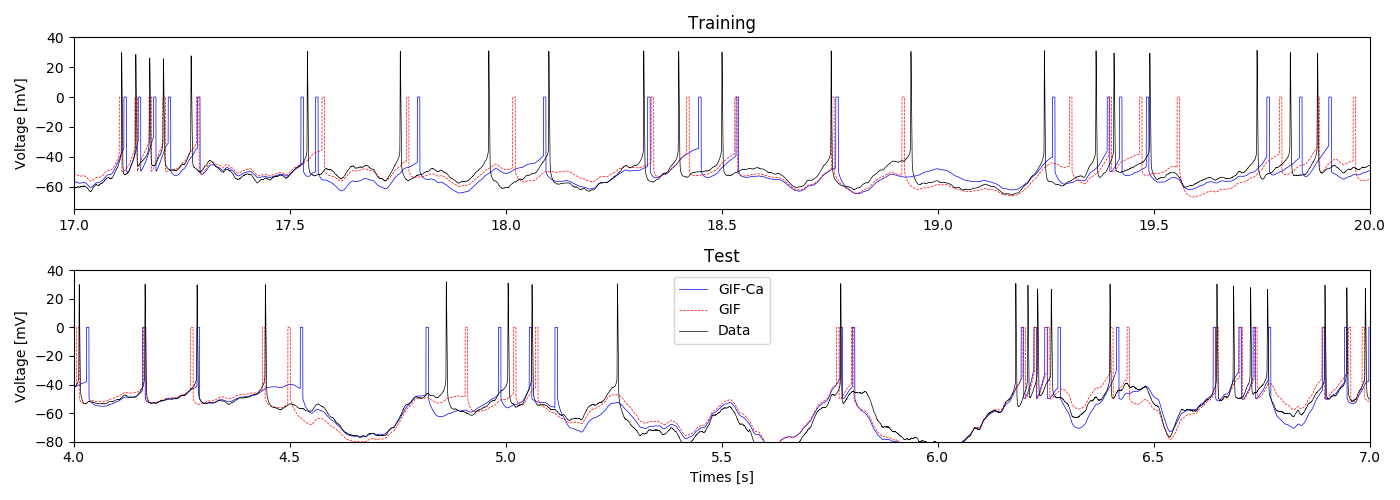 Training
40
20
0
−20
−40
−60
Voltage [mV]
17.0 17.5 18.0 18.5 19.0 19.5 20.0
Test
40
20
0
−20
−40
−60
−80
Voltage [mV]
GIF-Ca
GIF
Data
4.0 4.5 5.0 5.5 6.0 6.5 7.0
Times [s]